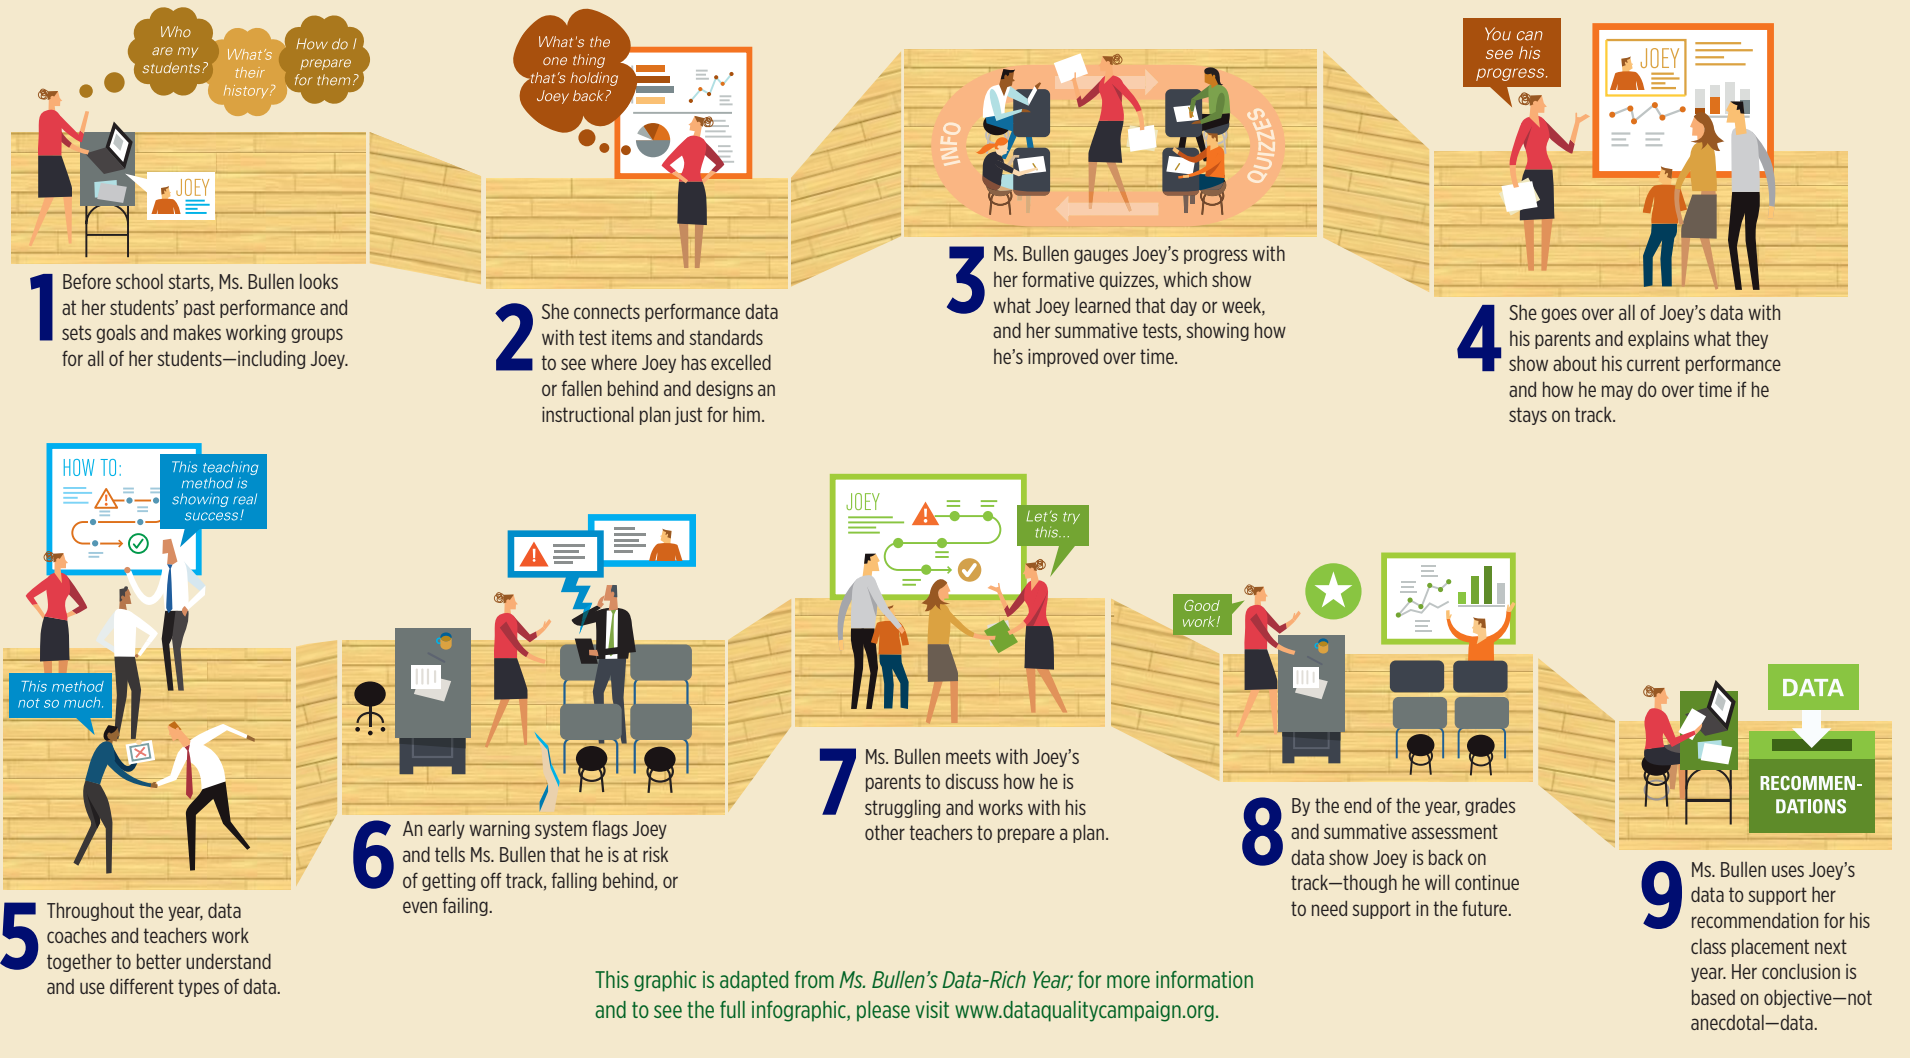 Who
are my
students?
What's
their
history?
How do I
prepare
for them?
JOEY
1
Before school starts, Ms. Bullen looks
at her students' past performance and
sets goals and makes working groups
for all of her students—including Joey.
What's the
one thing
that's holding
Joey back?
2
She connects performance data
with test items and standards
to see where Joey has excelled
or fallen behind and designs an
instructional plan just for him.
INFO
QUIZZES
3
Ms. Bullen gauges Joey's progress with
her formative quizzes, which show
what Joey learned that day or week,
and her summative tests, showing how
he's improved over time.
You can
see his
progress.
JOEY
4
She goes over all of Joey's data with
his parents and explains what they
show about his current performance
and how he may do over time if he
stays on track.
HOW TO:
This teaching
method is
showing real
success!
This method
not so much.
5
Throughout the year, data
coaches and teachers work
together to better understand
and use different types of data.
6
An early warning system flags Joey
and tells Ms. Bullen that he is at risk
of getting off track, falling behind, or
even failing.
JOEY
Let's try
this...
7
Ms. Bullen meets with Joey's
parents to discuss how he is
struggling and works with his
other teachers to prepare a plan.
Good
work!
8
By the end of the year, grades
and summative assessment
data show Joey is back on
track—though he will continue
to need support in the future.
DATA
RECOMMEN-
DATIONS
9
Ms. Bullen uses Joey's
data to support her
recommendation for his
class placement next
year. Her conclusion is
based on objective—not
anecdotal—data.
This graphic is adapted from Ms. Bullen's Data-Rich Year; for more information
and to see the full infographic, please visit www.dataqualitycampaign.org.